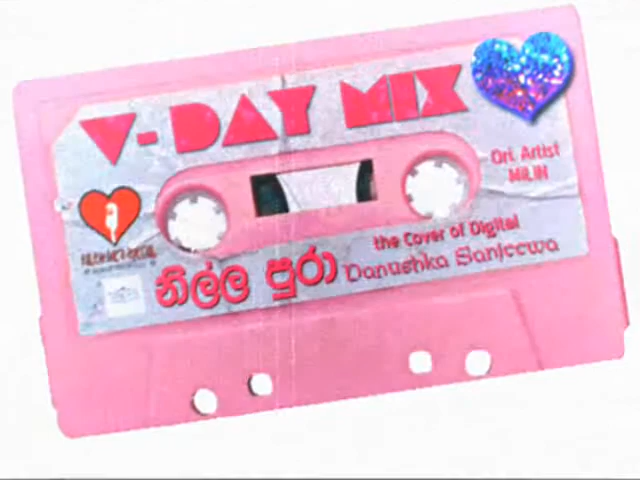 V-DAY MIX
Ori. Artist
MILIN
the Cover of Digital
නිල්ල පුරා Danushka Sanjeewa